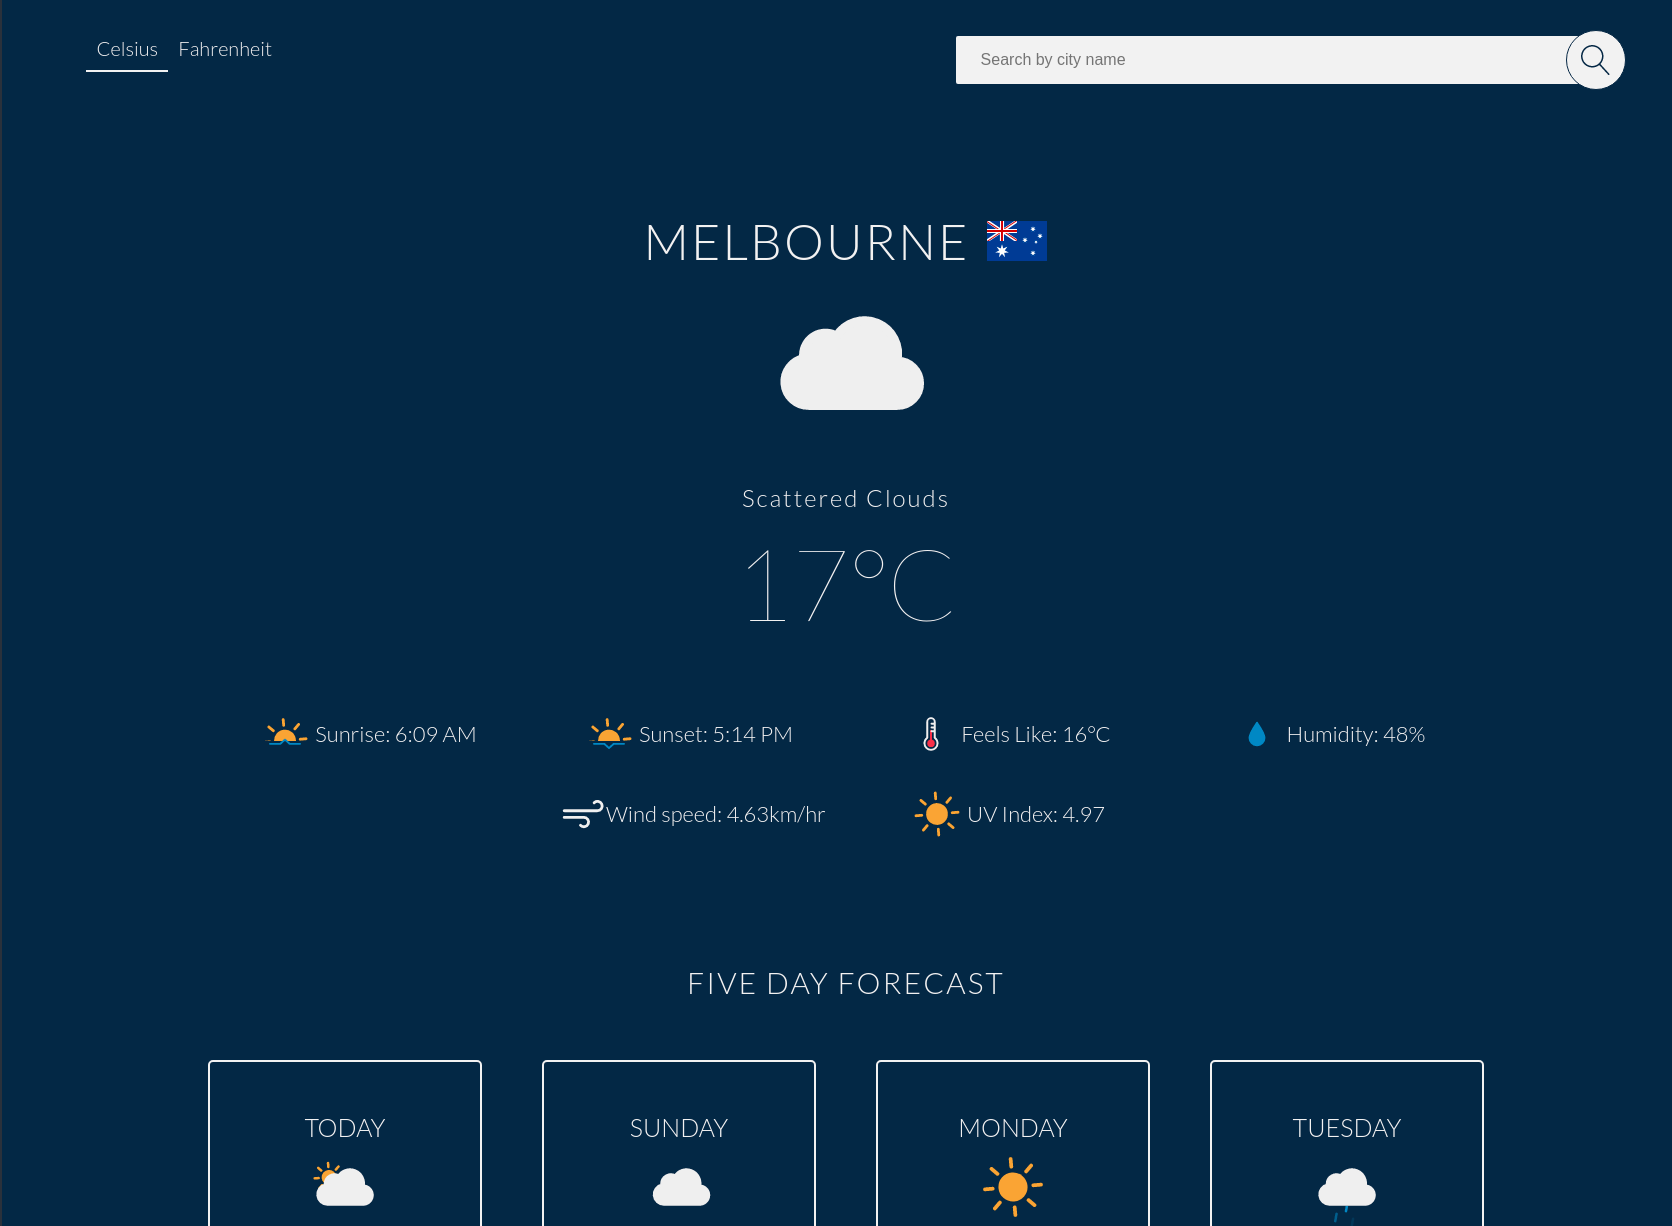 Celsius Fahrenheit
Search by city name
MELBOURNE
Scattered Clouds
17°C
Sunrise: 6:09 AM
Sunset: 5:14 PM
Feels Like: 16°C
Humidity: 48%
Wind speed: 4.63km/hr
UV Index: 4.97
FIVE DAY FORECAST
TODAY
SUNDAY
MONDAY
TUESDAY